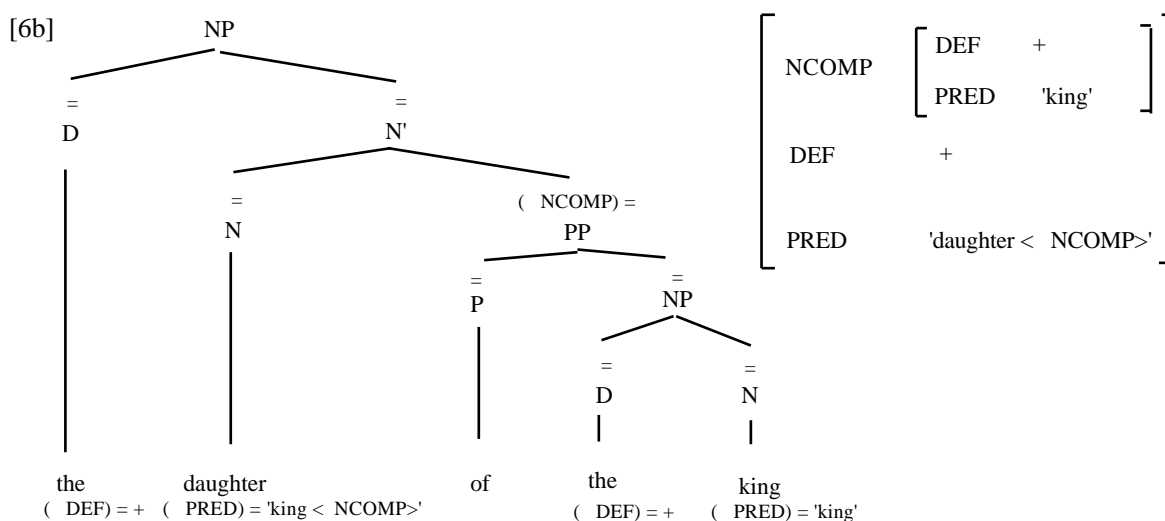 [6b]
NP
DEF +
NCOMP
PRED 'king'
= =
D N'
DEF +
( NCOMP) =
=
N
PP
PRED 'daughter < NCOMP>'
= =
P NP
= =
D N
the daughter of the king
( DEF) = + ( PRED) = 'king < NCOMP>' ( DEF) = + ( PRED) = 'king'